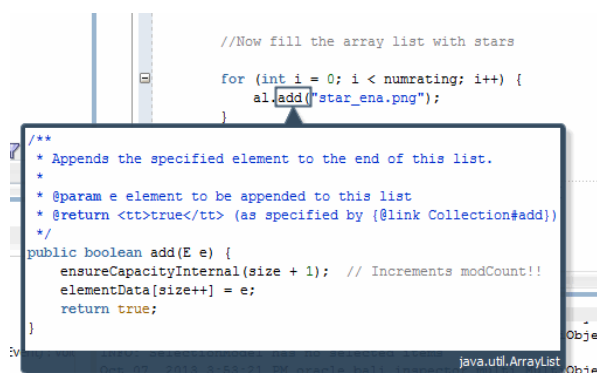 //Now fill the array list with stars
for (int i = 0; i < numrating; i++) {
al.add("star_ena.png");
}
/**
* Appends the specified element to the end of this list.
*
* @param e element to be appended to this list
* @return <tt>true</tt> (as specified by {@link Collection#add})
*/
public boolean add(E e) {
ensureCapacityInternal(size + 1);  // Increments modCount!!
elementData[size++] = e;
return true;
}
java.util.ArrayList